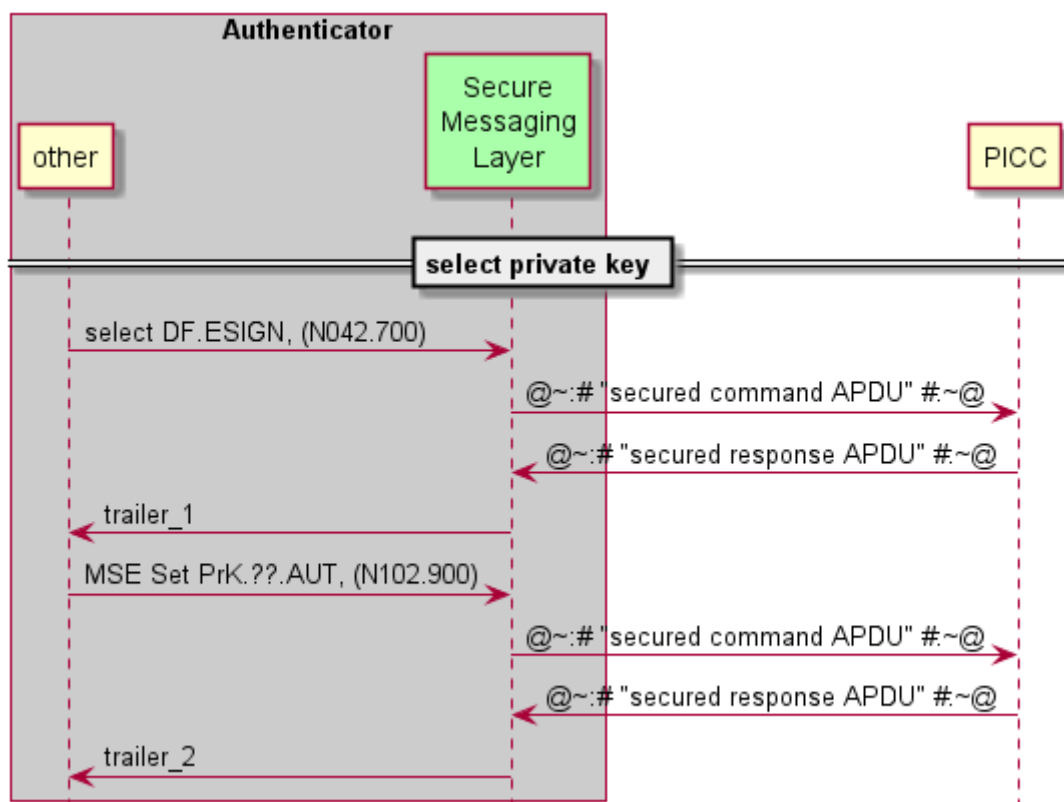 Authenticator
other
Secure
Messaging
Layer
PICC
select private key
select DF.ESIGN, (N042.700)
@~:# "secured command APDU" #:~@
@~:# "secured response APDU" #:~@
trailer_1
MSE Set PrK.??.AUT, (N102.900)
@~:# "secured command APDU" #:~@
@~:# "secured response APDU" #:~@
trailer_2